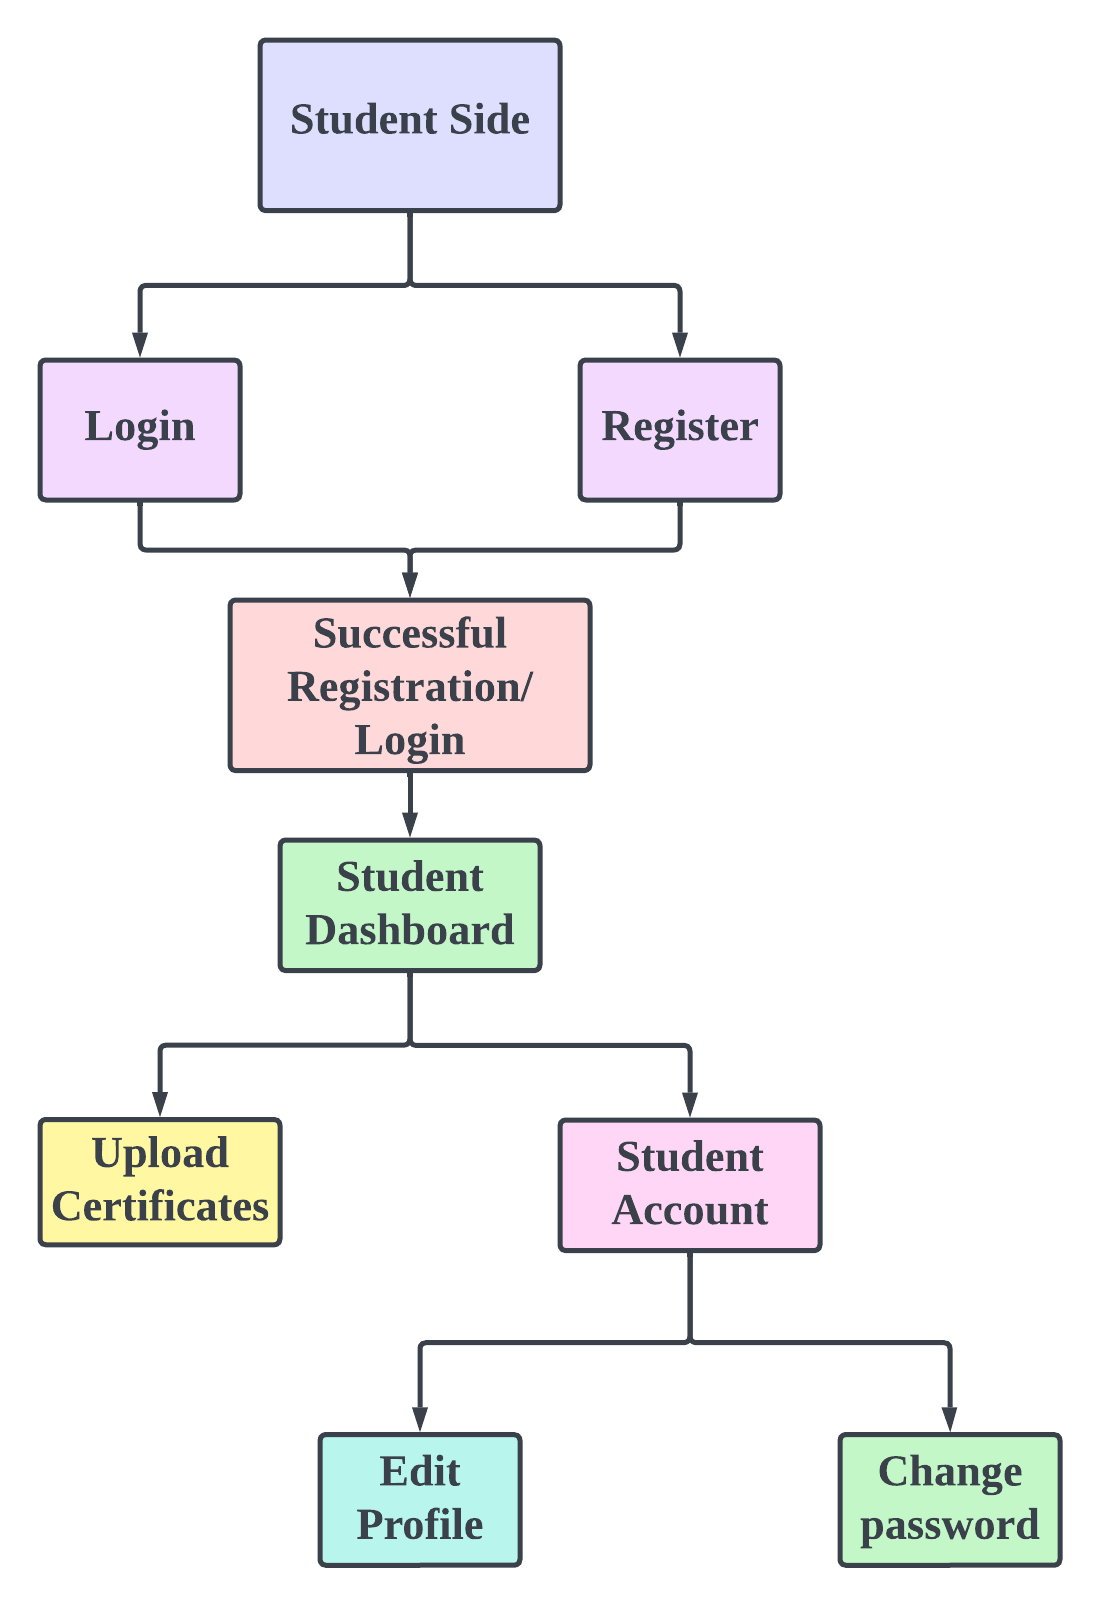 Student Side
Login
Register
Successful
Registration/
Login
Student
Dashboard
Upload
Certificates
Student
Account
Edit
Profile
Change
password